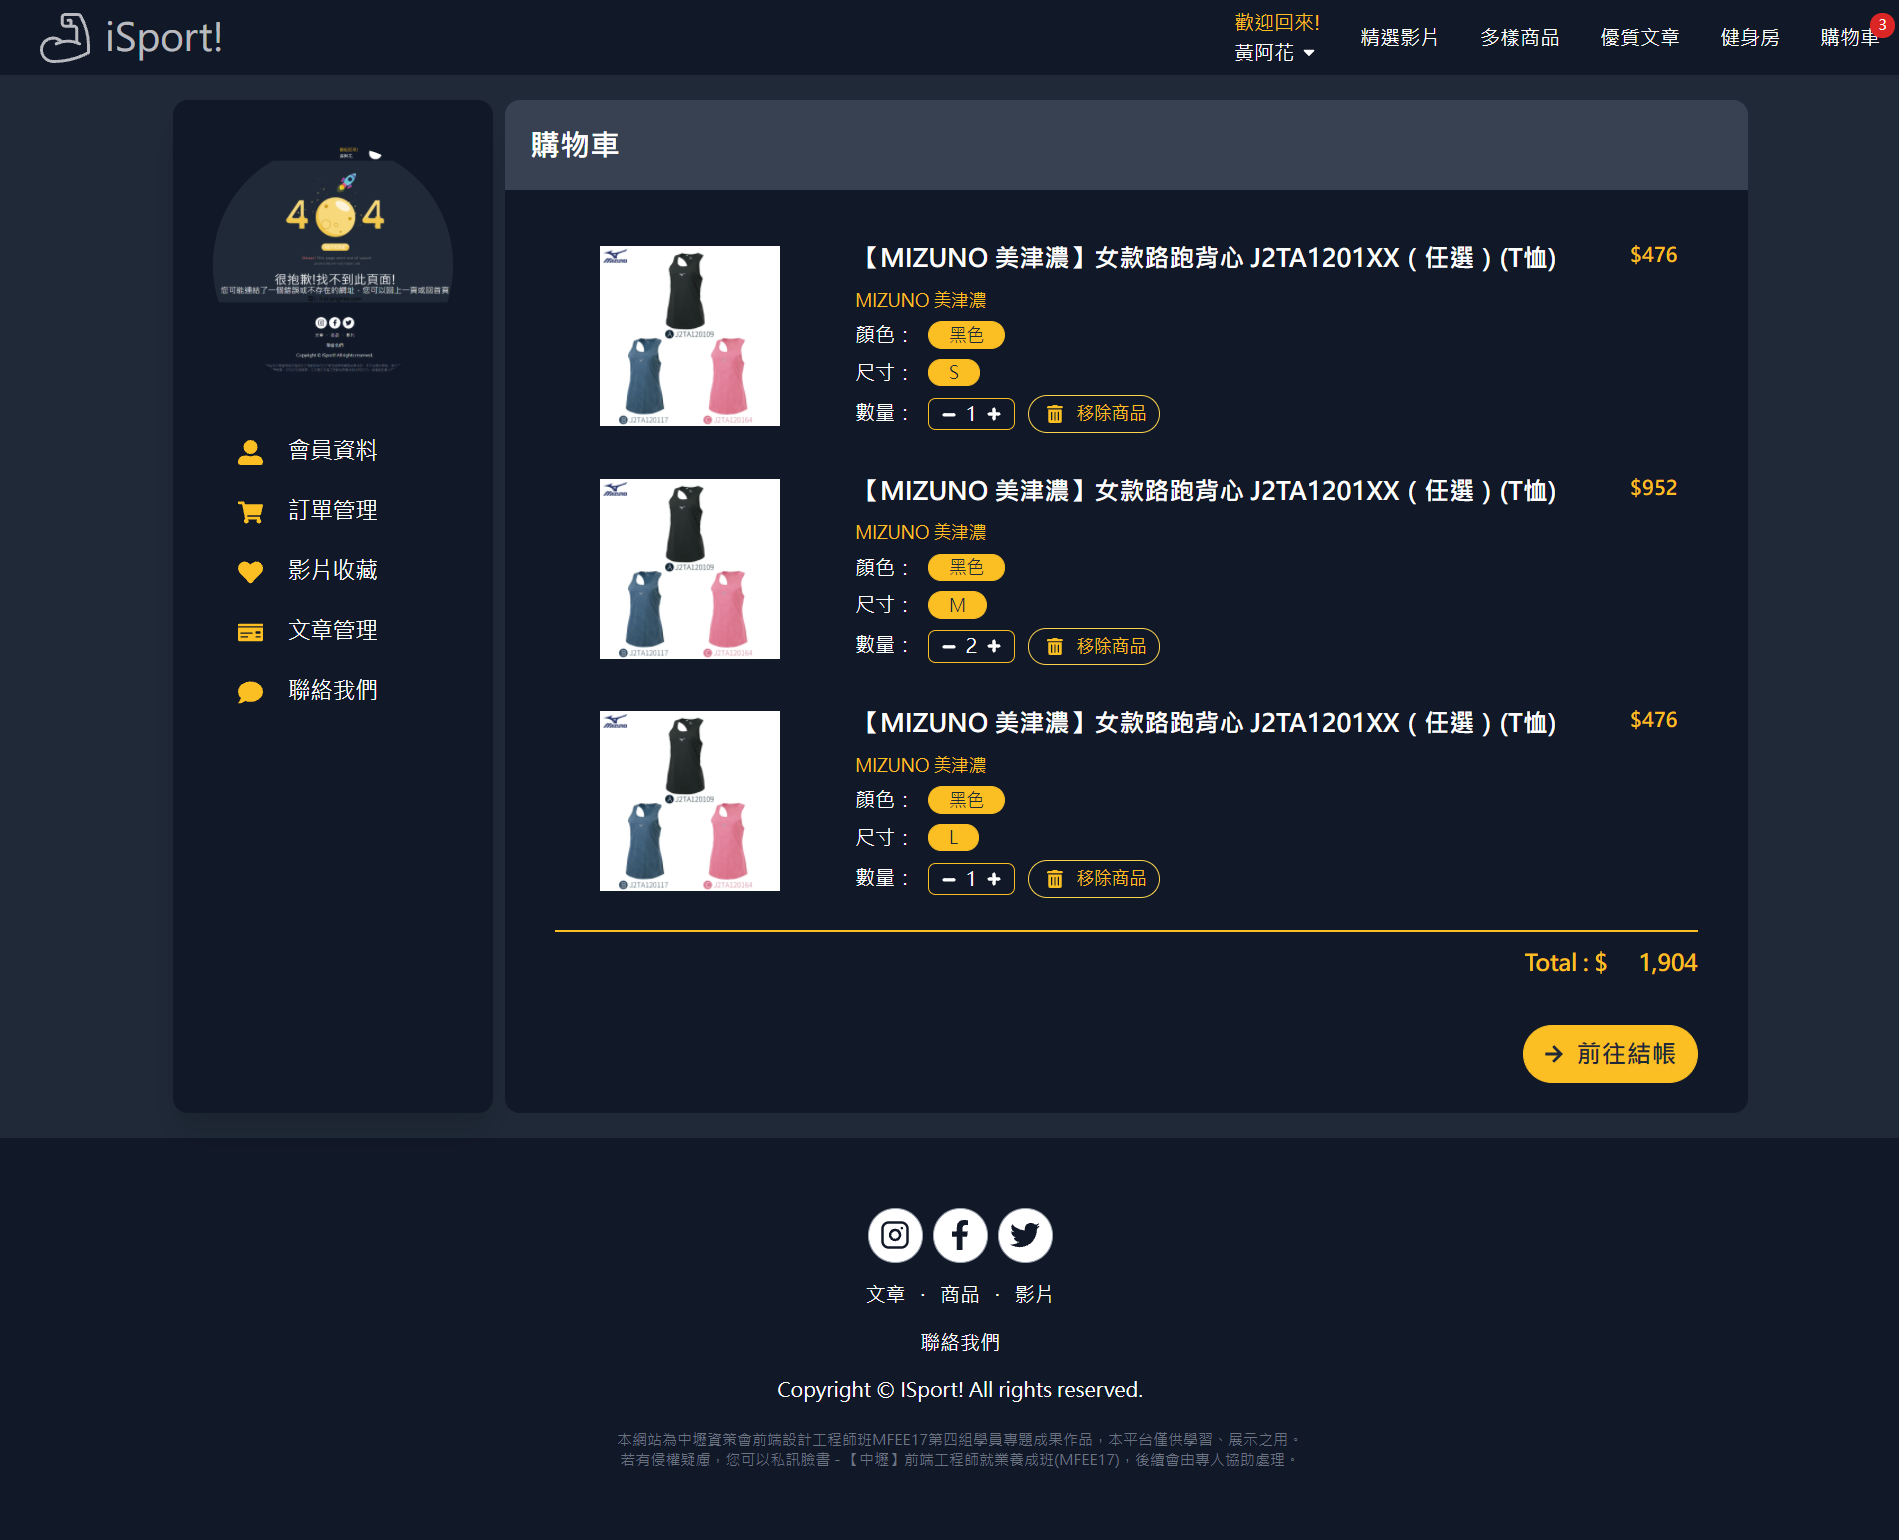 iSport!
歡迎回來!
黃阿花
精選影片
多樣商品
優質文章
健身房
購物車
3
404
很抱歉!找不到此頁面!
您可能連結了一個錯誤或不存在的網址，您可以回上一頁或回首頁
會員資料
訂單管理
影片收藏
文章管理
聯絡我們
購物車
MIZUNO
A J2TA120109
B J2TA120117
C J2TA120164
【MIZUNO 美津濃】女款路跑背心 J2TA1201XX（任選）(T恤)
$476
MIZUNO 美津濃
顏色： 黑色
尺寸： S
數量： 1 移除商品
MIZUNO
A J2TA120109
B J2TA120117
C J2TA120164
【MIZUNO 美津濃】女款路跑背心 J2TA1201XX（任選）(T恤)
$952
MIZUNO 美津濃
顏色： 黑色
尺寸： M
數量： 2 移除商品
MIZUNO
A J2TA120109
B J2TA120117
C J2TA120164
【MIZUNO 美津濃】女款路跑背心 J2TA1201XX（任選）(T恤)
$476
MIZUNO 美津濃
顏色： 黑色
尺寸： L
數量： 1 移除商品
Total : $ 1,904
前往結帳
文章 · 商品 · 影片
聯絡我們
Copyright © ISport! All rights reserved.
本網站為中壢資策會前端設計工程師班MFEE17第四組學員專題成果作品，本平台僅供學習、展示之用。
若有侵權疑慮，您可以私訊臉書 - 【中壢】前端工程師就業養成班(MFEE17)，後續會由專人協助處理。